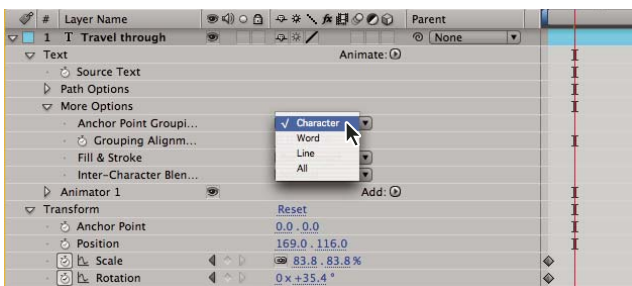 # Layer Name Parent
1 T Travel through None
Text Animate:
Source Text
Path Options
More Options
Anchor Point Groupi... √ Character
Word
Grouping Alignm...
Line
Fill & Stroke
All
Inter-Character Blen...
Animator 1 Add:
Transform Reset
Anchor Point 0.0 , 0.0
Position 169.0 , 116.0
Scale 83.8 , 83.8 %
Rotation 0 x +35.4 °